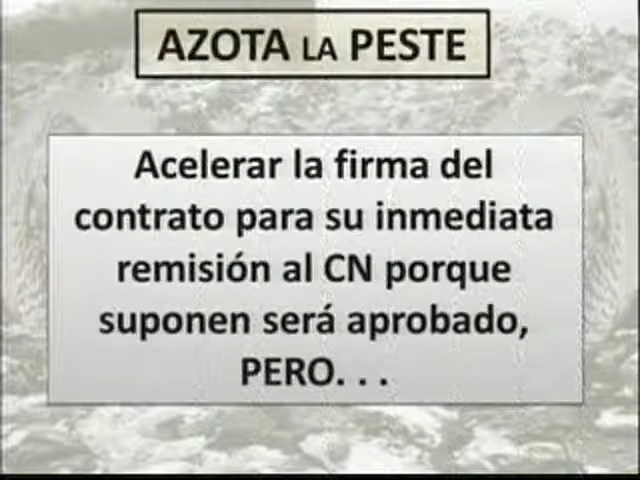 AZOTA LA PESTE
Acelerar la firma del
contrato para su inmediata
remisión al CN porque
suponen será aprobado,
PERO. . .